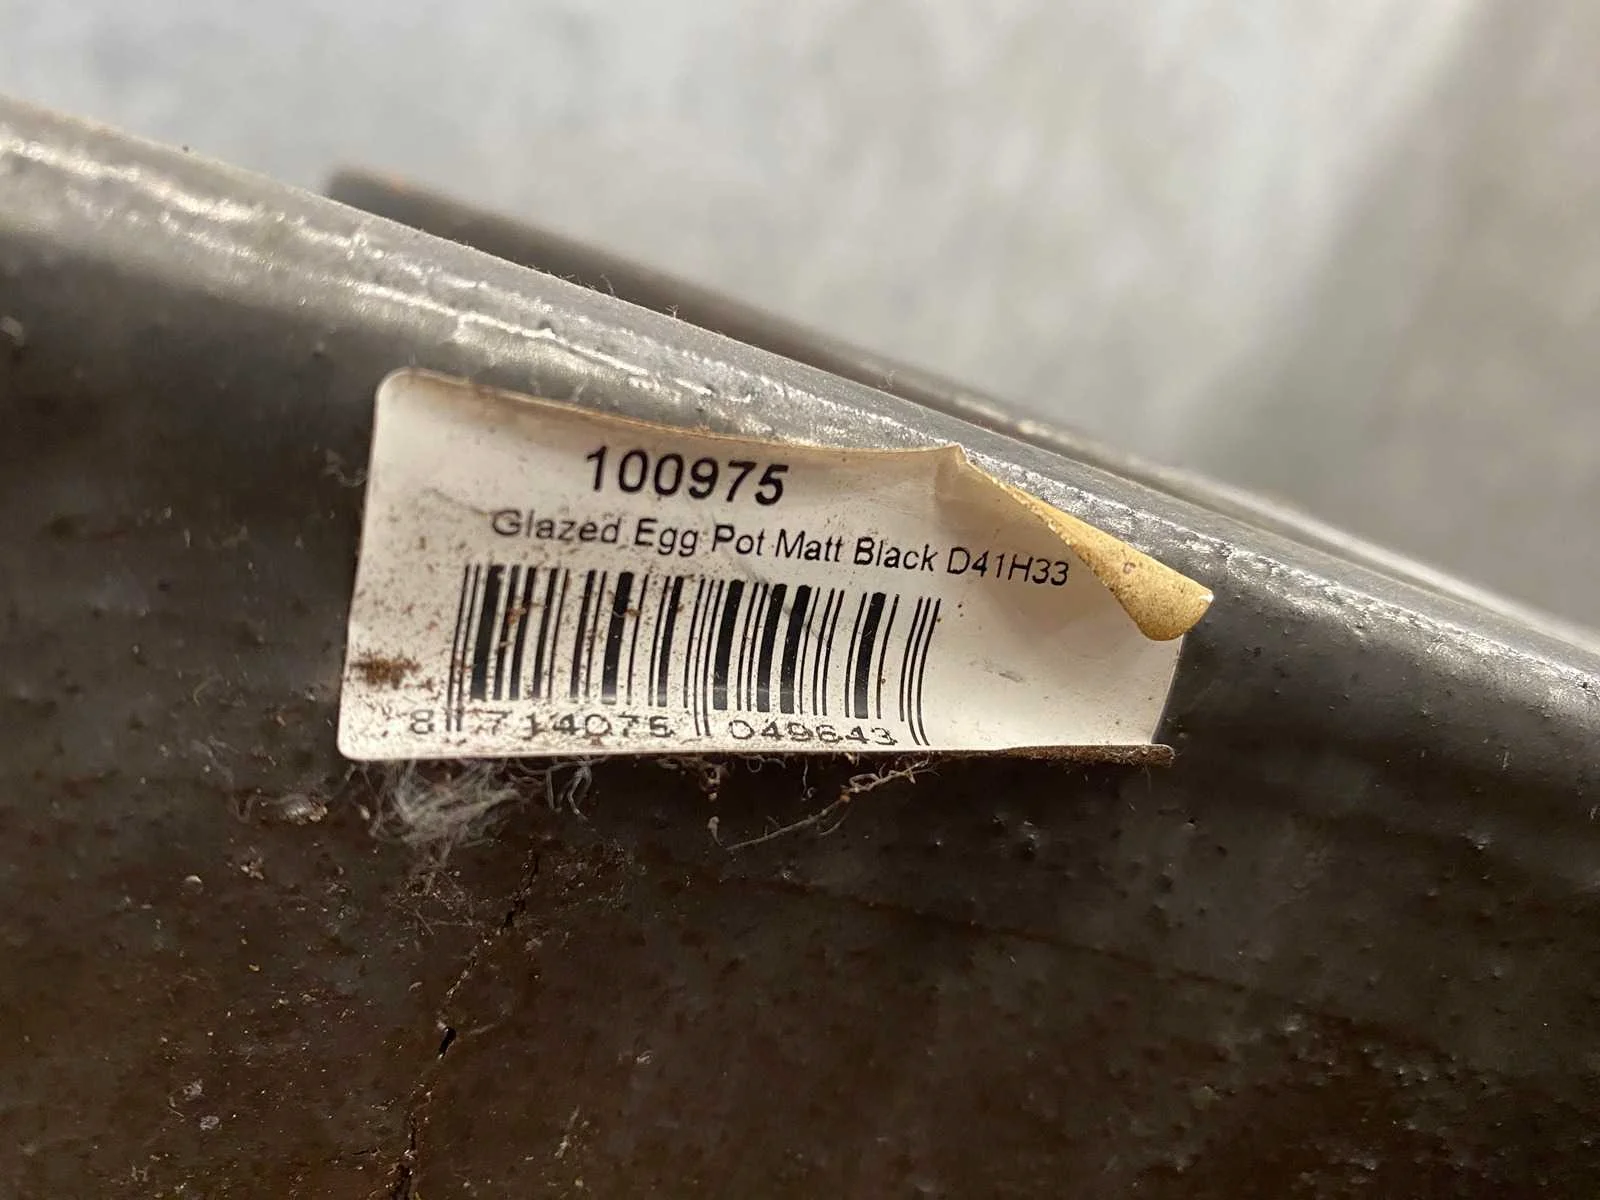 100975
Glazed Egg Pot Matt Black D41H33
8 714075 049643